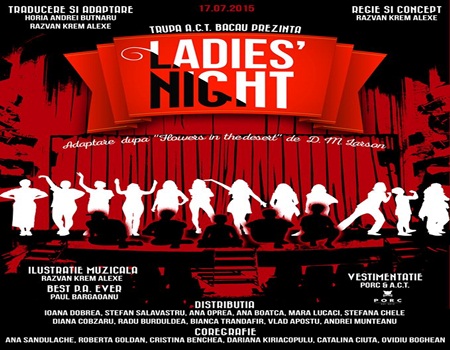 TRADUCERE SI ADAPTARE
HORIA ANDREI BUTNARU
RAZVAN KREM ALEXE
17.07.2015
REGIE SI CONCEPT
RAZVAN KREM ALEXE
TRUPA A.C.T. BACAU PREZINTA
LADIES'
NIGHT
Adaptare dupa "Flowers in the desert" de D. M. Larson
ILUSTRATIE MUZICALA
RAZVAN KREM ALEXE
BEST P.A. EVER
PAUL BARGAOANU
VESTIMENTATIE
PORC & A.C.T.
PORC
DISTRIBUTIA
IOANA DOBREA, STEFAN SALAVASTRU, ANA OPREA, ANA BOATCA, MARA LUCACI, STEFANA CHELE
DIANA COBZARU, RADU BURDULEA, BIANCA TRANDAFIR, VLAD APOSTU, ANDREI MUNTEANU
COREGRAFIE
ANA SANDULACHE, ROBERTA GOLDAN, CRISTINA BENCHEA, DARIANA KIRIACOPULU, CATALINA CIUTA, OVIDIU BOGHEAN